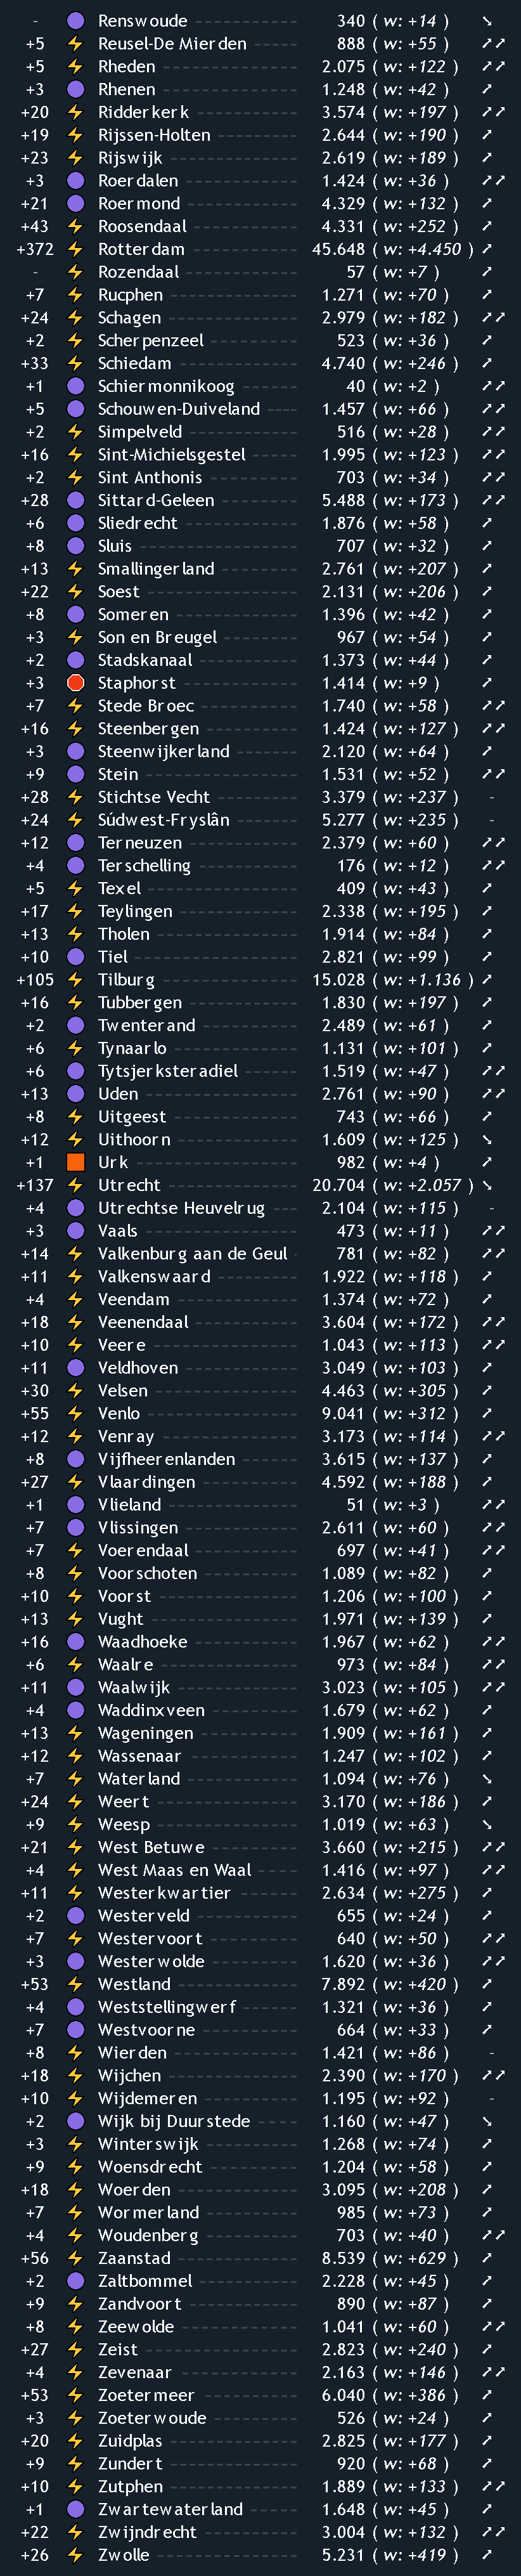 - Renswoude 340 ( w: +14 ) ↘
+5 Reusel-De Mierden 888 ( w: +55 ) ↗↗
+5 Rheden 2.075 ( w: +122 ) ↗↗
+3 Rhenen 1.248 ( w: +42 ) ↗
+20 Ridderkerk 3.574 ( w: +197 ) ↗↗
+19 Rijssen-Holten 2.644 ( w: +190 ) ↗
+23 Rijswijk 2.619 ( w: +189 ) ↗
+3 Roerdalen 1.424 ( w: +36 ) ↗↗
+21 Roermond 4.329 ( w: +132 ) ↗
+43 Roosendaal 4.331 ( w: +252 ) ↗
+372 Rotterdam 45.648 ( w: +4.450 ) ↗
- Rozendaal 57 ( w: +7 ) ↗
+7 Rucphen 1.271 ( w: +70 ) ↗
+24 Schagen 2.979 ( w: +182 ) ↗↗
+2 Scherpenzeel 523 ( w: +36 ) ↗
+33 Schiedam 4.740 ( w: +246 ) ↗
+1 Schiermonnikoog 40 ( w: +2 ) ↗↗
+5 Schouwen-Duiveland 1.457 ( w: +66 ) ↗↗
+2 Simpelveld 516 ( w: +28 ) ↗↗
+16 Sint-Michielsgestel 1.995 ( w: +123 ) ↗↗
+2 Sint Anthonis 703 ( w: +34 ) ↗↗
+28 Sittard-Geleen 5.488 ( w: +173 ) ↗↗
+6 Sliedrecht 1.876 ( w: +58 ) ↗
+8 Sluis 707 ( w: +32 ) ↗
+13 Smallingerland 2.761 ( w: +207 ) ↗
+22 Soest 2.131 ( w: +206 ) ↗
+8 Someren 1.396 ( w: +42 ) ↗
+3 Son en Breugel 967 ( w: +54 ) ↗
+2 Stadskanaal 1.373 ( w: +44 ) ↗
+3 Staphorst 1.414 ( w: +9 ) ↗
+7 Stede Broec 1.740 ( w: +58 ) ↗↗
+16 Steenbergen 1.424 ( w: +127 ) ↗↗
+3 Steenwijkerland 2.120 ( w: +64 ) ↗
+9 Stein 1.531 ( w: +52 ) ↗↗
+28 Stichtse Vecht 3.379 ( w: +237 ) -
+24 Súdwest-Fryslân 5.277 ( w: +235 ) -
+12 Terneuzen 2.379 ( w: +60 ) ↗↗
+4 Terschelling 176 ( w: +12 ) ↗↗
+5 Texel 409 ( w: +43 ) ↗
+17 Teylingen 2.338 ( w: +195 ) ↗
+13 Tholen 1.914 ( w: +84 ) ↗
+10 Tiel 2.821 ( w: +99 ) ↗
+105 Tilburg 15.028 ( w: +1.136 ) ↗
+16 Tubbergen 1.830 ( w: +197 ) ↗
+2 Twenterand 2.489 ( w: +61 ) ↗
+6 Tynaarlo 1.131 ( w: +101 ) ↗
+6 Tytsjerksteradiel 1.519 ( w: +47 ) ↗↗
+13 Uden 2.761 ( w: +90 ) ↗↗
+8 Uitgeest 743 ( w: +66 ) ↗
+12 Uithoorn 1.609 ( w: +125 ) ↘
+1 Urk 982 ( w: +4 ) ↗
+137 Utrecht 20.704 ( w: +2.057 ) ↘
+4 Utrechtse Heuvelrug 2.104 ( w: +115 ) -
+3 Vaals 473 ( w: +11 ) ↗↗
+14 Valkenburg aan de Geul 781 ( w: +82 ) ↗↗
+11 Valkenswaard 1.922 ( w: +118 ) ↗
+4 Veendam 1.374 ( w: +72 ) ↗
+18 Veenendaal 3.604 ( w: +172 ) ↗↗
+10 Veere 1.043 ( w: +113 ) ↗↗
+11 Veldhoven 3.049 ( w: +103 ) ↗
+30 Velsen 4.463 ( w: +305 ) ↗
+55 Venlo 9.041 ( w: +312 ) ↗
+12 Venray 3.173 ( w: +114 ) ↗↗
+8 Vijfheerenlanden 3.615 ( w: +137 ) ↗
+27 Vlaardingen 4.592 ( w: +188 ) ↗
+1 Vlieland 51 ( w: +3 ) ↗↗
+7 Vlissingen 2.611 ( w: +60 ) ↗↗
+7 Voerendaal 697 ( w: +41 ) ↗↗
+8 Voorschoten 1.089 ( w: +82 ) ↗
+10 Voorst 1.206 ( w: +100 ) ↗
+13 Vught 1.971 ( w: +139 ) ↗
+16 Waadhoeke 1.967 ( w: +62 ) ↗↗
+6 Waalre 973 ( w: +84 ) ↗↗
+11 Waalwijk 3.023 ( w: +105 ) ↗↗
+4 Waddinxveen 1.679 ( w: +62 ) ↗
+13 Wageningen 1.909 ( w: +161 ) ↗
+12 Wassenaar 1.247 ( w: +102 ) ↗
+7 Waterland 1.094 ( w: +76 ) ↘
+24 Weert 3.170 ( w: +186 ) ↗
+9 Weesp 1.019 ( w: +63 ) ↘
+21 West Betuwe 3.660 ( w: +215 ) ↗↗
+4 West Maas en Waal 1.416 ( w: +97 ) ↗↗
+11 Westerkwartier 2.634 ( w: +275 ) ↗
+2 Westerveld 655 ( w: +24 ) ↗
+7 Westervoort 640 ( w: +50 ) ↗↗
+3 Westerwolde 1.620 ( w: +36 ) ↗↗
+53 Westland 7.892 ( w: +420 ) ↗
+4 Weststellingwerf 1.321 ( w: +36 ) ↗
+7 Westvoorne 664 ( w: +33 ) ↗
+8 Wierden 1.421 ( w: +86 ) -
+18 Wijchen 2.390 ( w: +170 ) ↗↗
+10 Wijdemeren 1.195 ( w: +92 ) -
+2 Wijk bij Duurstede 1.160 ( w: +47 ) ↘
+3 Winterswijk 1.268 ( w: +74 ) ↗
+9 Woensdrecht 1.204 ( w: +58 ) ↗
+18 Woerden 3.095 ( w: +208 ) ↗
+7 Wormerland 985 ( w: +73 ) ↗
+4 Woudenberg 703 ( w: +40 ) ↗↗
+56 Zaanstad 8.539 ( w: +629 ) ↗
+2 Zaltbommel 2.228 ( w: +45 ) ↗
+9 Zandvoort 890 ( w: +87 ) ↗
+8 Zeewolde 1.041 ( w: +60 ) ↗↗
+27 Zeist 2.823 ( w: +240 ) ↗
+4 Zevenaar 2.163 ( w: +146 ) ↗↗
+53 Zoetermeer 6.040 ( w: +386 ) ↗
+3 Zoeterwoude 526 ( w: +24 ) ↗
+20 Zuidplas 2.825 ( w: +177 ) ↗
+9 Zundert 920 ( w: +68 ) ↗
+10 Zutphen 1.889 ( w: +133 ) ↗↗
+1 Zwartewaterland 1.648 ( w: +45 ) ↗
+22 Zwijndrecht 3.004 ( w: +132 ) ↗↗
+26 Zwolle 5.231 ( w: +419 ) ↗